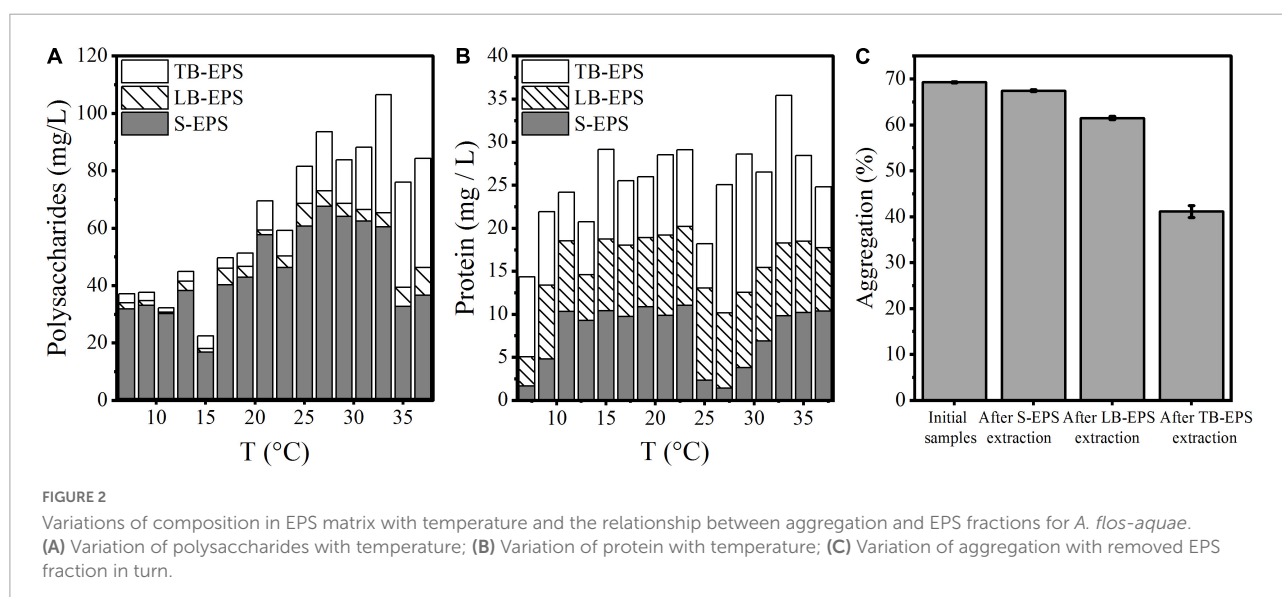 A
Polysaccharides (mg/L)
120
100
80
60
40
20
0
TB-EPS
LB-EPS
S-EPS
10
15
20
25
30
35
T (°C)
B
Protein (mg / L)
40
35
30
25
20
15
10
5
0
TB-EPS
LB-EPS
S-EPS
10
15
20
25
30
35
T (°C)
C
Aggregation (%)
70
60
50
40
30
20
10
0
Initial samples
After S-EPS extraction
After LB-EPS extraction
After TB-EPS extraction
FIGURE 2
Variations of composition in EPS matrix with temperature and the relationship between aggregation and EPS fractions for A. flos-aquae.
(A) Variation of polysaccharides with temperature; (B) Variation of protein with temperature; (C) Variation of aggregation with removed EPS
fraction in turn.